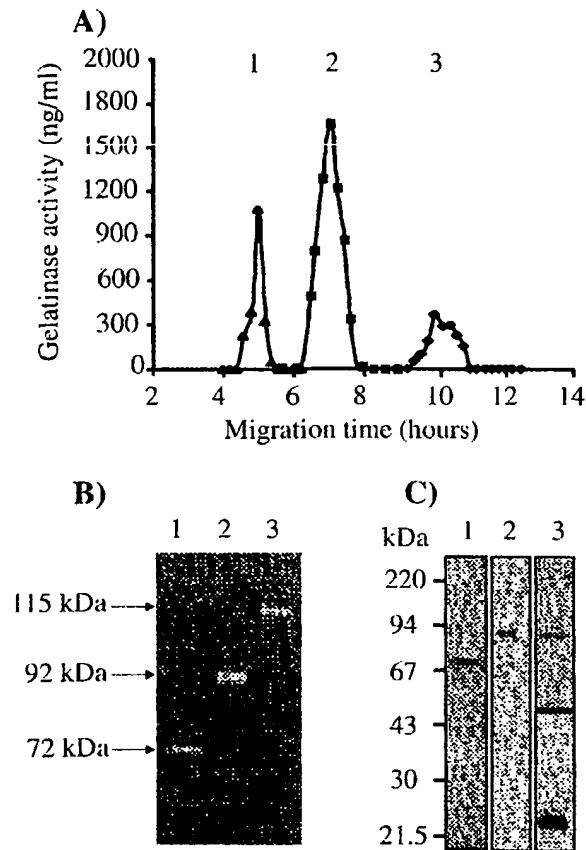 A)
1 2 3
2000
1800
1500
1200
900
600
300
0
Gelatinase activity (ng/ml)
2 4 6 8 10 12 14
Migration time (hours)
B)
1 2 3
115 kDa
92 kDa
72 kDa
C)
kDa 1 2 3
220
94
67
43
30
21.5